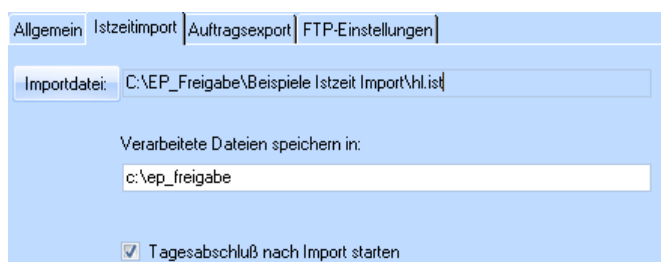 Allgemein Istzeitimport Auftragsexport FTP-Einstellungen
Importdatei: C:\EP_Freigabe\Beispiele Istzeit Import\hl.ist
Verarbeitete Dateien speichern in:
c:\ep_freigabe
Tagesabschluß nach Import starten